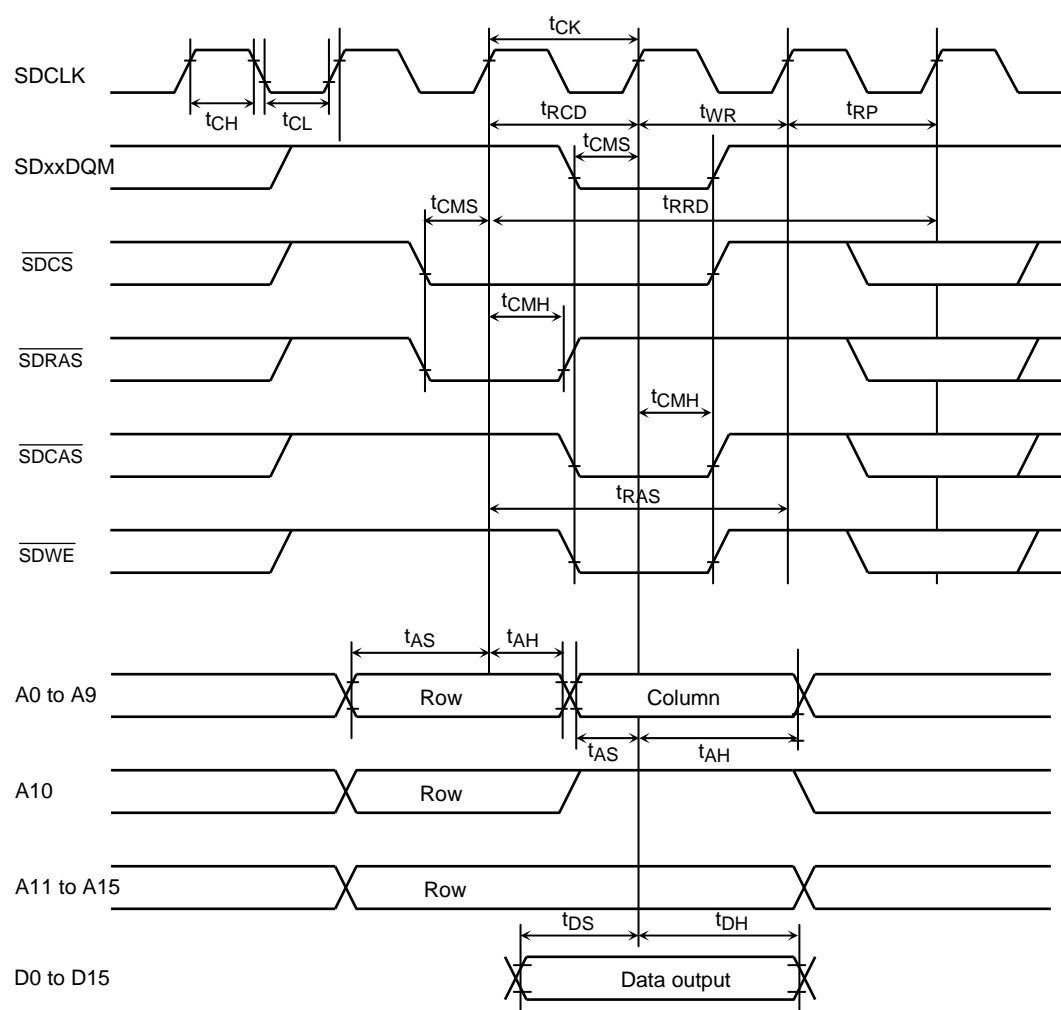 tCK
SDCLK
tCH
tCL
tRCD
tWR
tRP
tCMS
SDxxDQM
tCMS
tRRD
SDCS
tCMH
SDRAS
tCMH
SDCAS
tRAS
SDWE
tAS
tAH
A0 to A9
Row
Column
tAS
tAH
A10
Row
A11 to A15
Row
tDS
tDH
D0 to D15
Data output